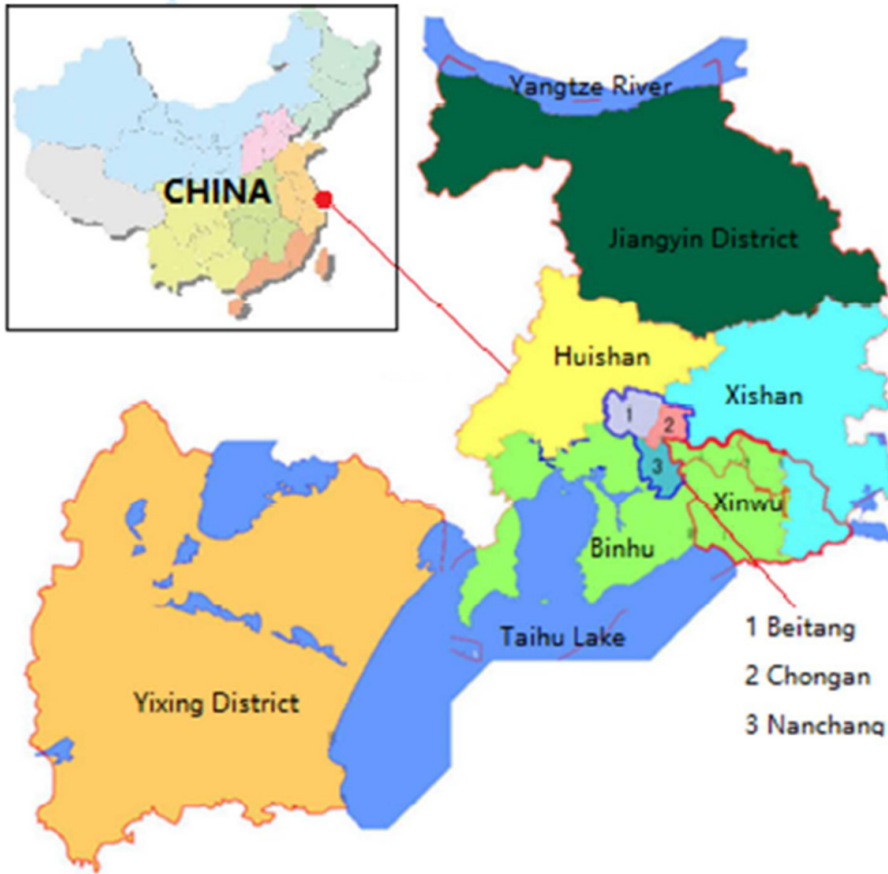 CHINA
Yangtze River
Jiangyin District
Huishan
Xishan
1
2
3
Xinwu
Binhu
Taihu Lake
Yixing District
1 Beitang
2 Chongan
3 Nanchang